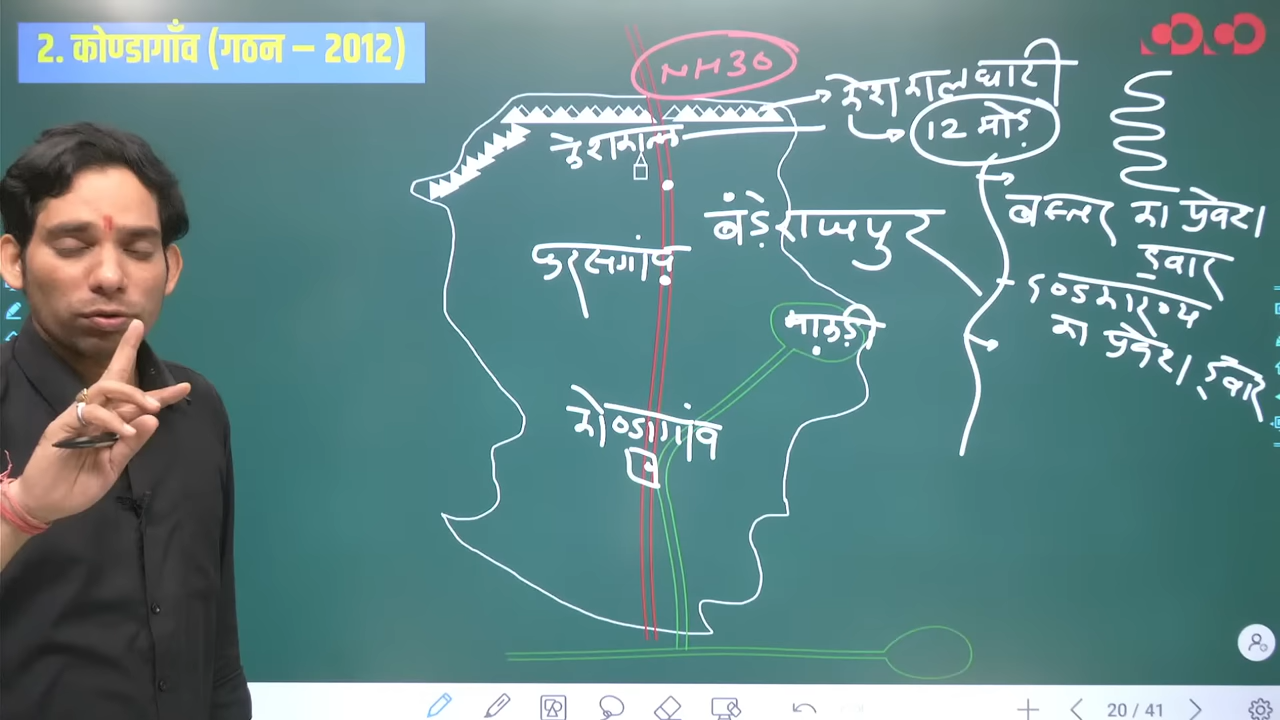 2. कोण्डागाँव (गठन – 2012)
NH30
केशकालघाटी
12 मोड़
केशकाल
बस्तर का प्रवेश
द्वार
बंड़ेराजपुर
फरसगांव
दण्डकारण्य
का प्रवेश द्वार
माकड़ी
कोण्डागांव
20 / 41